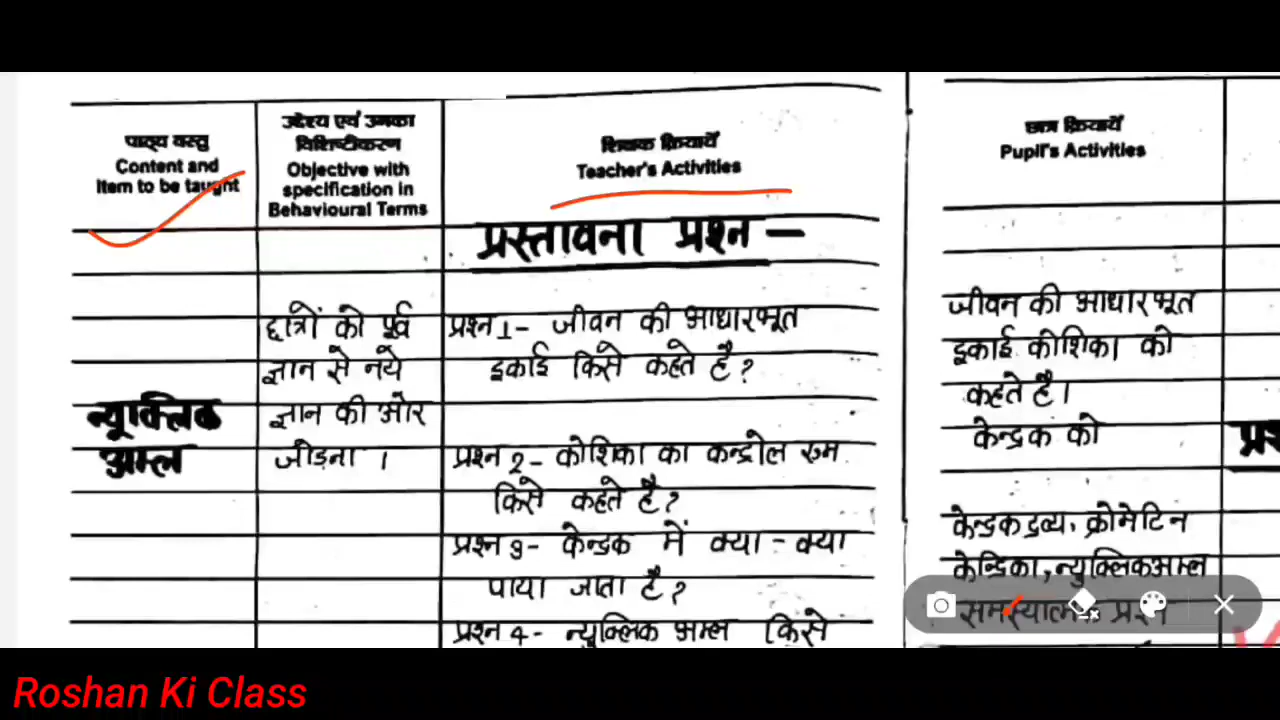 पाठ्य वस्तु
Content and
Item to be taught
उद्देश्य एवं उनका
विशिष्टीकरण
Objective with
specification in
Behavioural Terms
शिक्षक क्रियायें
Teacher's Activities
छात्र क्रियायें
Pupil's Activities
प्रस्तावना प्रश्न –
न्यूक्लिक
अम्ल
छात्रों को पूर्व
ज्ञान से नये
ज्ञान की ओर
जोड़ना ।
प्रश्न 1- जीवन की आधारभूत
इकाई किसे कहते है?
प्रश्न 2- कोशिका का कन्ट्रोल रुम
किसे कहते है?
प्रश्न 3- केन्द्रक में क्या - क्या
पाया जाता है?
प्रश्न 4- न्यूक्लिक अम्ल किसे
जीवन की आधारभूत
इकाई कोशिका को
कहते है।
केन्द्रक को
केन्द्रकद्रव्य, क्रोमेटिन
केन्द्रिका, न्युक्लिकअम्ल
समस्यात्मक प्रश्न
Roshan Ki Class